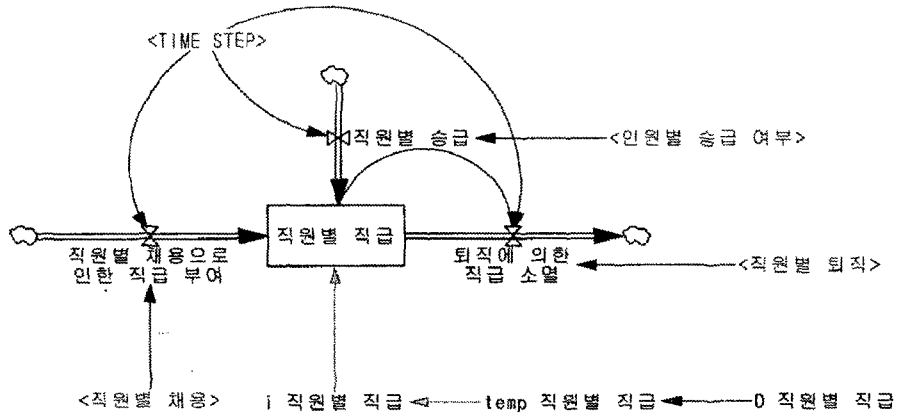 <TIME STEP>
직원별 승급
<인원별 승급 여부>
직원별 직급
직원별 채용으로
인한 직급 부여
퇴직에 의한
직급 소멸
<직원별 퇴직>
<직원별 채용>
i 직원별 직급
temp 직원별 직급
0 직원별 직급